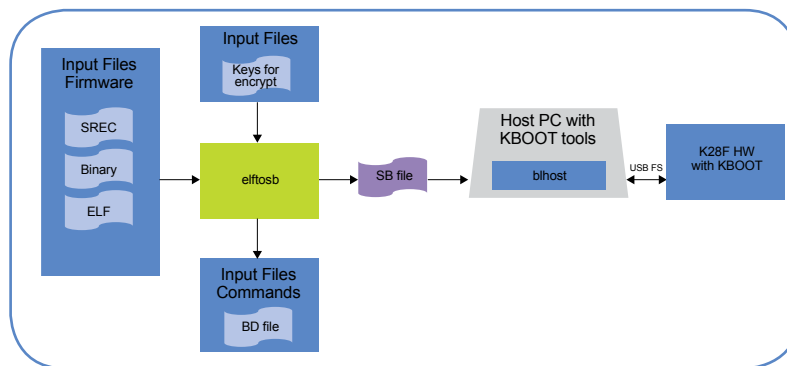 Input Files
Firmware
SREC
Binary
ELF
Input Files
Keys for
encrypt
elftosb
Input Files
Commands
BD file
SB file
Host PC with
KBOOT tools
blhost
USB FS
K28F HW
with KBOOT